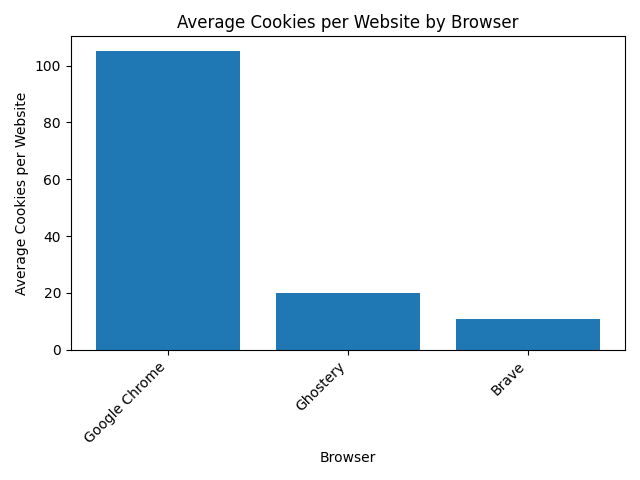 Average Cookies per Website by Browser
Average Cookies per Website
100
80
60
40
20
0
Google Chrome
Ghostery
Brave
Browser